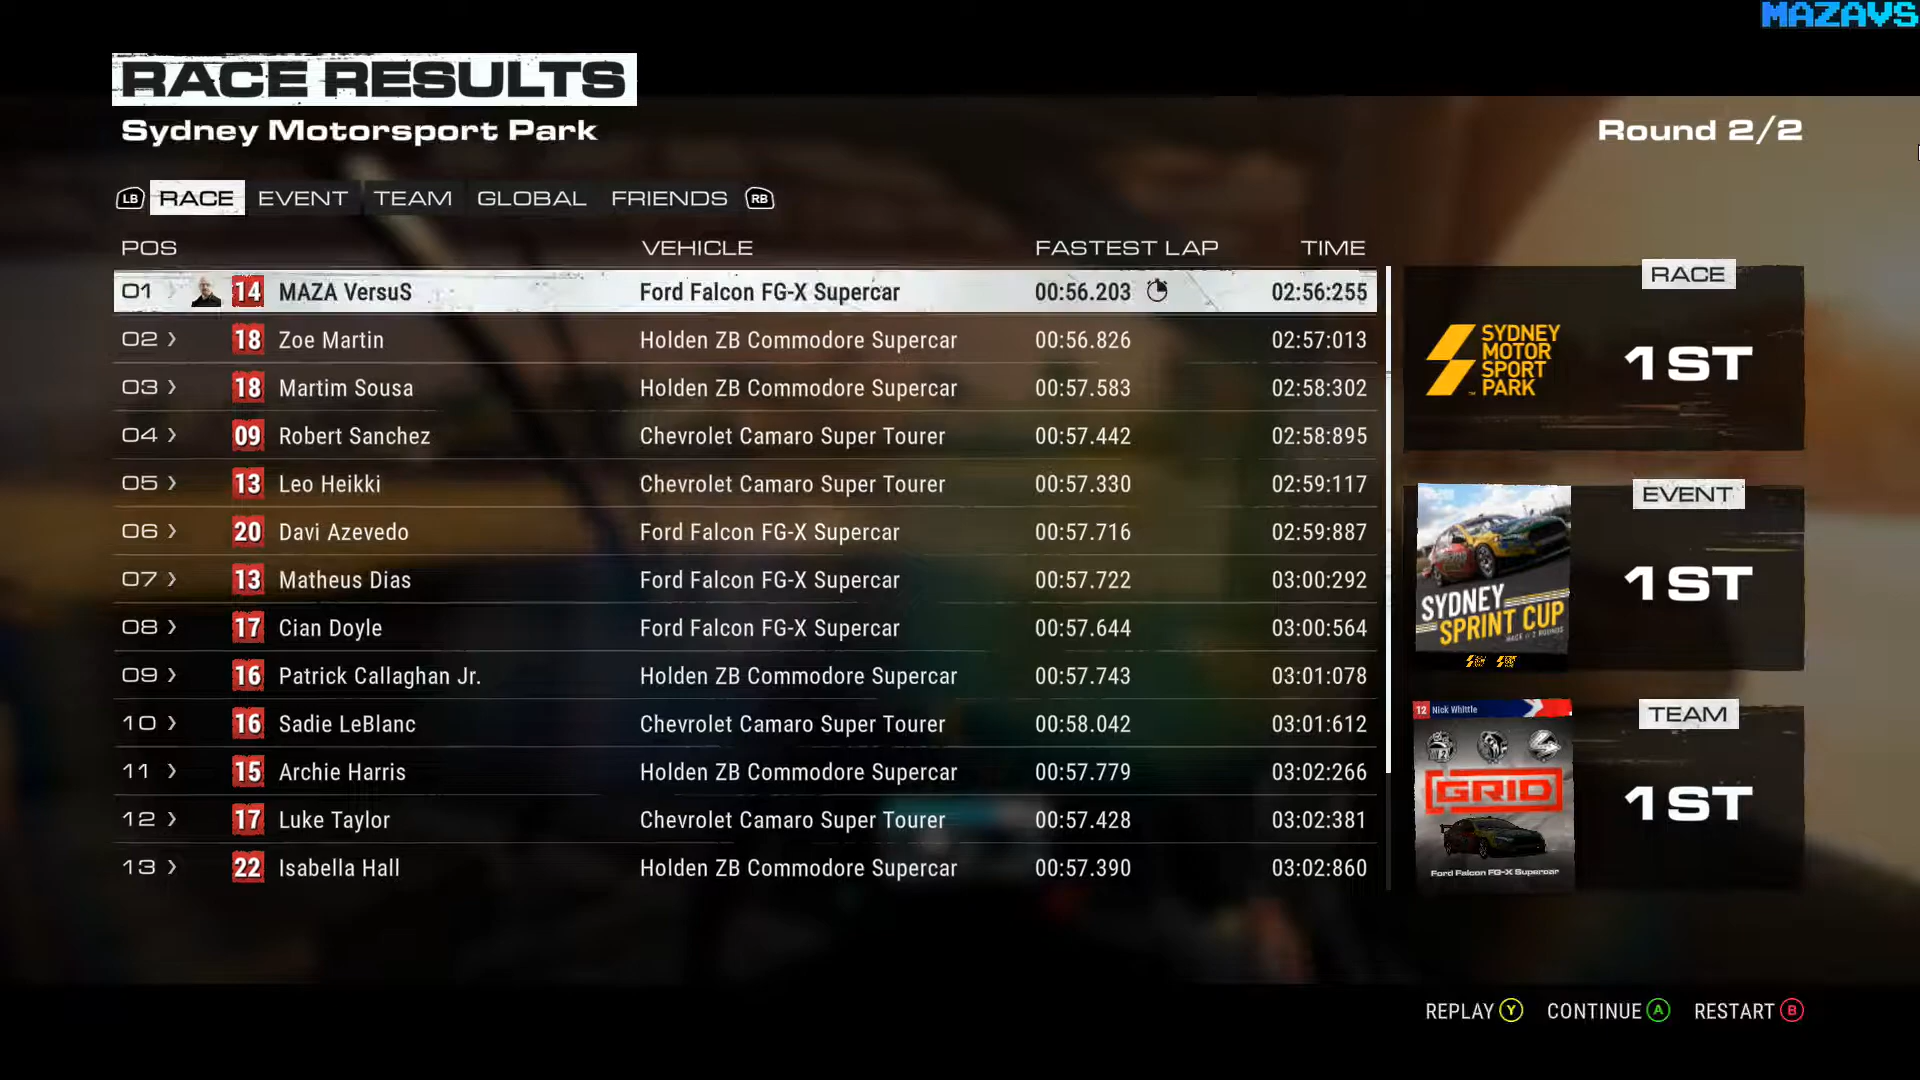 MAZAVS
RACE RESULTS
Sydney Motorsport Park
Round 2/2
LB RACE EVENT TEAM GLOBAL FRIENDS RB
POS VEHICLE FASTEST LAP TIME
01 14 MAZA VersuS Ford Falcon FG-X Supercar 00:56.203 02:56:255
02 18 Zoe Martin Holden ZB Commodore Supercar 00:56.826 02:57:013
03 18 Martim Sousa Holden ZB Commodore Supercar 00:57.583 02:58:302
04 09 Robert Sanchez Chevrolet Camaro Super Tourer 00:57.442 02:58:895
05 13 Leo Heikki Chevrolet Camaro Super Tourer 00:57.330 02:59:117
06 20 Davi Azevedo Ford Falcon FG-X Supercar 00:57.716 02:59:887
07 13 Matheus Dias Ford Falcon FG-X Supercar 00:57.722 03:00:292
08 17 Cian Doyle Ford Falcon FG-X Supercar 00:57.644 03:00:564
09 16 Patrick Callaghan Jr. Holden ZB Commodore Supercar 00:57.743 03:01:078
10 16 Sadie LeBlanc Chevrolet Camaro Super Tourer 00:58.042 03:01:612
11 15 Archie Harris Holden ZB Commodore Supercar 00:57.779 03:02:266
12 17 Luke Taylor Chevrolet Camaro Super Tourer 00:57.428 03:02:381
13 22 Isabella Hall Holden ZB Commodore Supercar 00:57.390 03:02:860
RACE
SYDNEY
MOTOR
SPORT
PARK
1ST
EVENT
SYDNEY
SPRINT CUP
RACE // 2 ROUNDS
1ST
TEAM
12 Nick Whittle
GRID
Ford Falcon FG-X Supercar
1ST
REPLAY Y CONTINUE A RESTART B